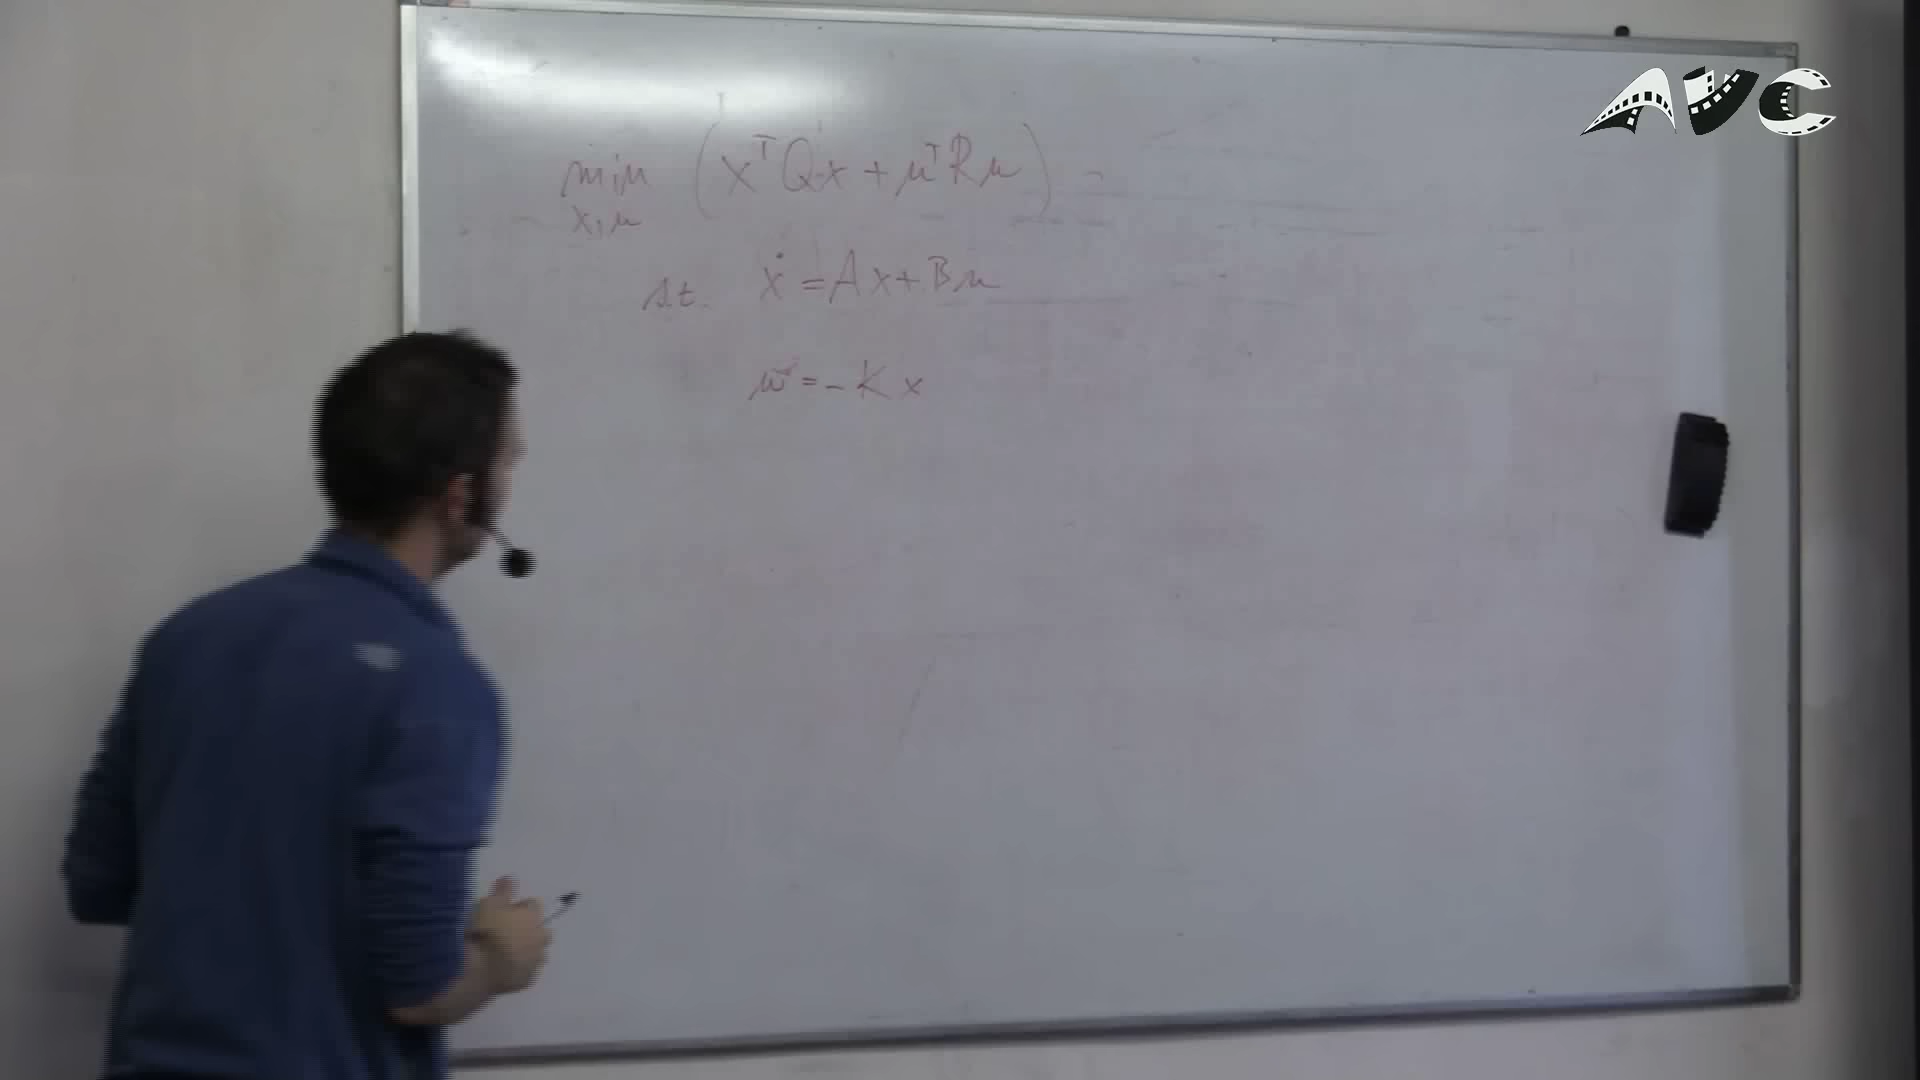 min (xᵀQx + uᵀRu)
x,u
s.t. ẋ = Ax + Bu
u* = -Kx
AVC